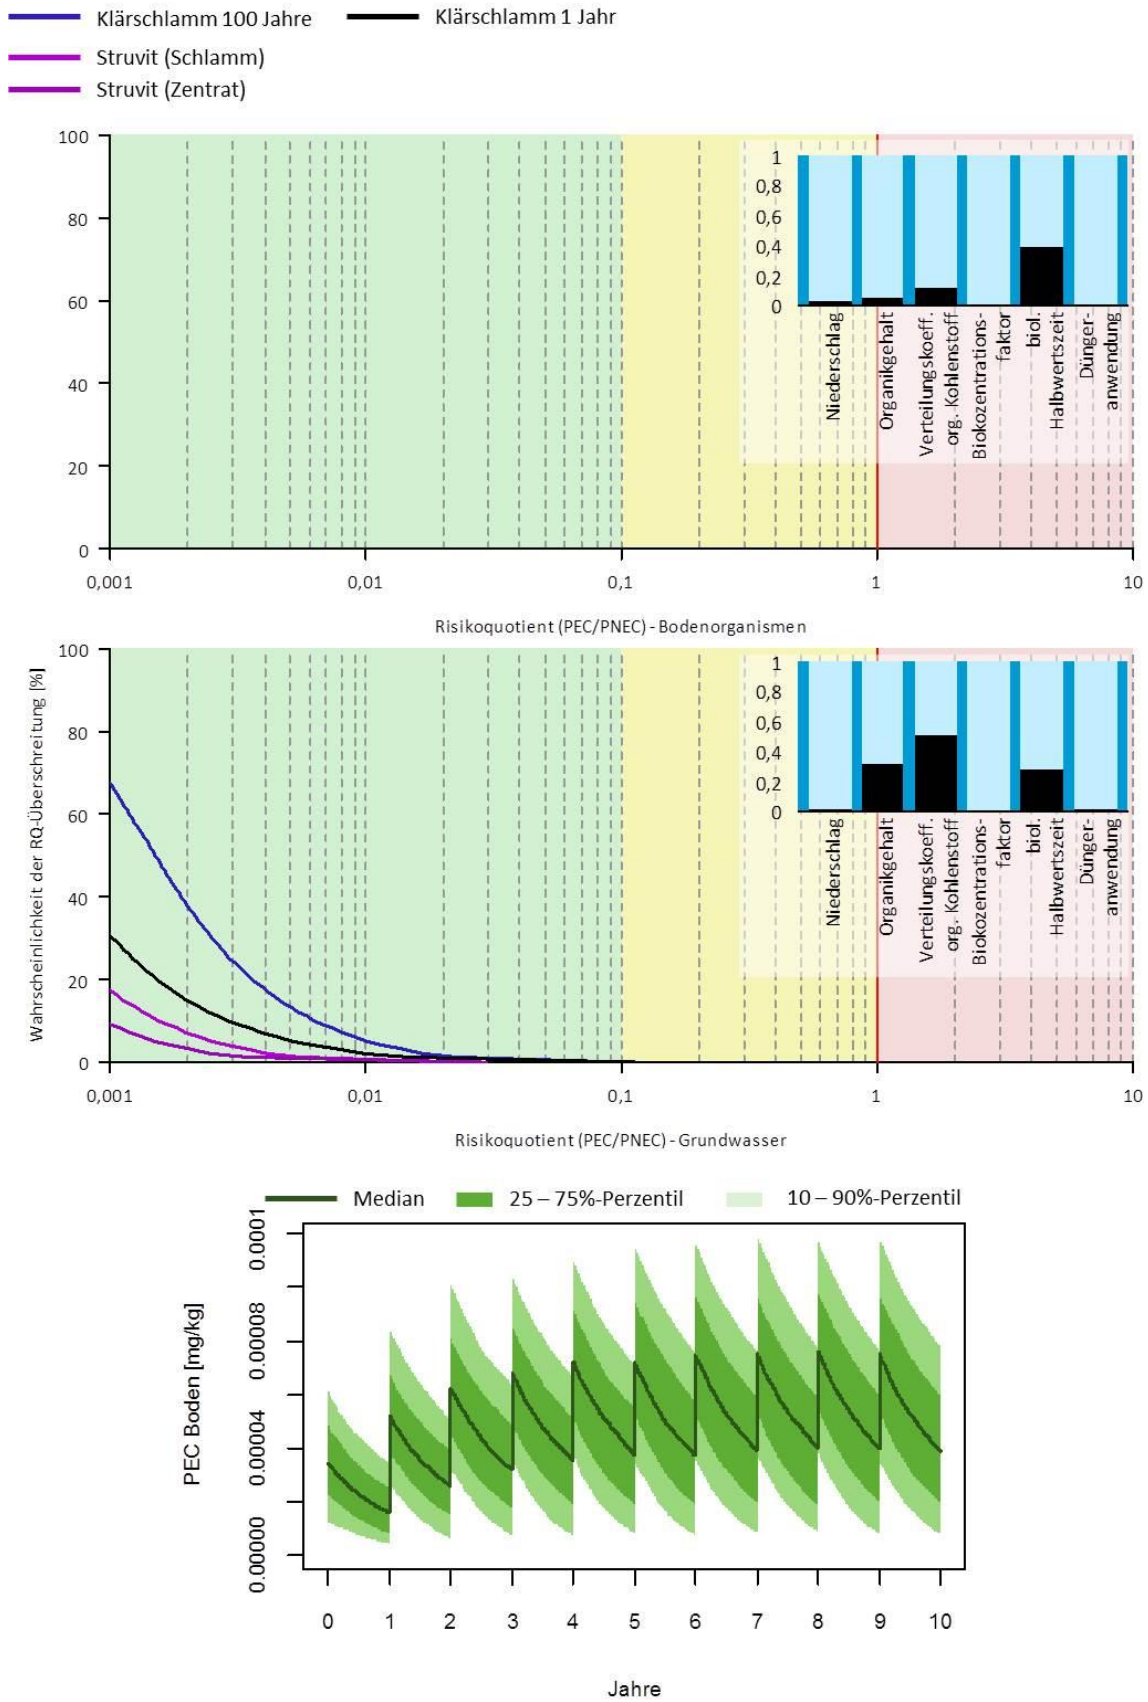 Klärschlamm 100 Jahre
Klärschlamm 1 Jahr
Struvit (Schlamm)
Struvit (Zentrat)
100
80
60
40
20
0
0,001
0,01
0,1
1
10
1
0,8
0,6
0,4
0,2
0
Niederschlag
Organikgehalt
Verteilungskoeff.
org. Kohlenstoff
Biokozentrations-
faktor
biol.
Halbwertszeit
Dünger-
anwendung
Risikoquotient (PEC/PNEC) - Bodenorganismen
Wahrscheinlichkeit der RQ-Überschreitung [%]
100
80
60
40
20
0
0,001
0,01
0,1
1
10
1
0,8
0,6
0,4
0,2
0
Niederschlag
Organikgehalt
Verteilungskoeff.
org. Kohlenstoff
Biokozentrations-
faktor
biol.
Halbwertszeit
Dünger-
anwendung
Risikoquotient (PEC/PNEC) - Grundwasser
Median
25 – 75%-Perzentil
10 – 90%-Perzentil
PEC Boden [mg/kg]
0.0001
0.00008
0.00004
0.00000
0
1
2
3
4
5
6
7
8
9
10
Jahre